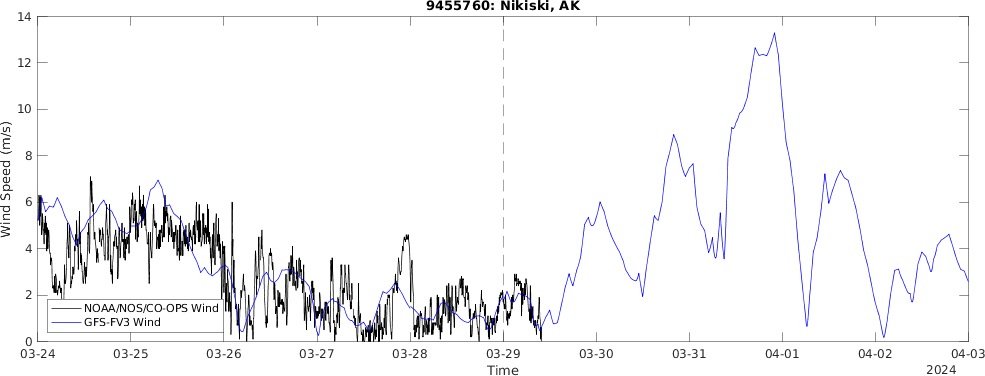 9455760: Nikiski, AK
14
12
10
8
6
4
2
0
Wind Speed (m/s)
NOAA/NOS/CO-OPS Wind
GFS-FV3 Wind
03-24 03-25 03-26 03-27 03-28 03-29 03-30 03-31 04-01 04-02 04-03
Time
2024